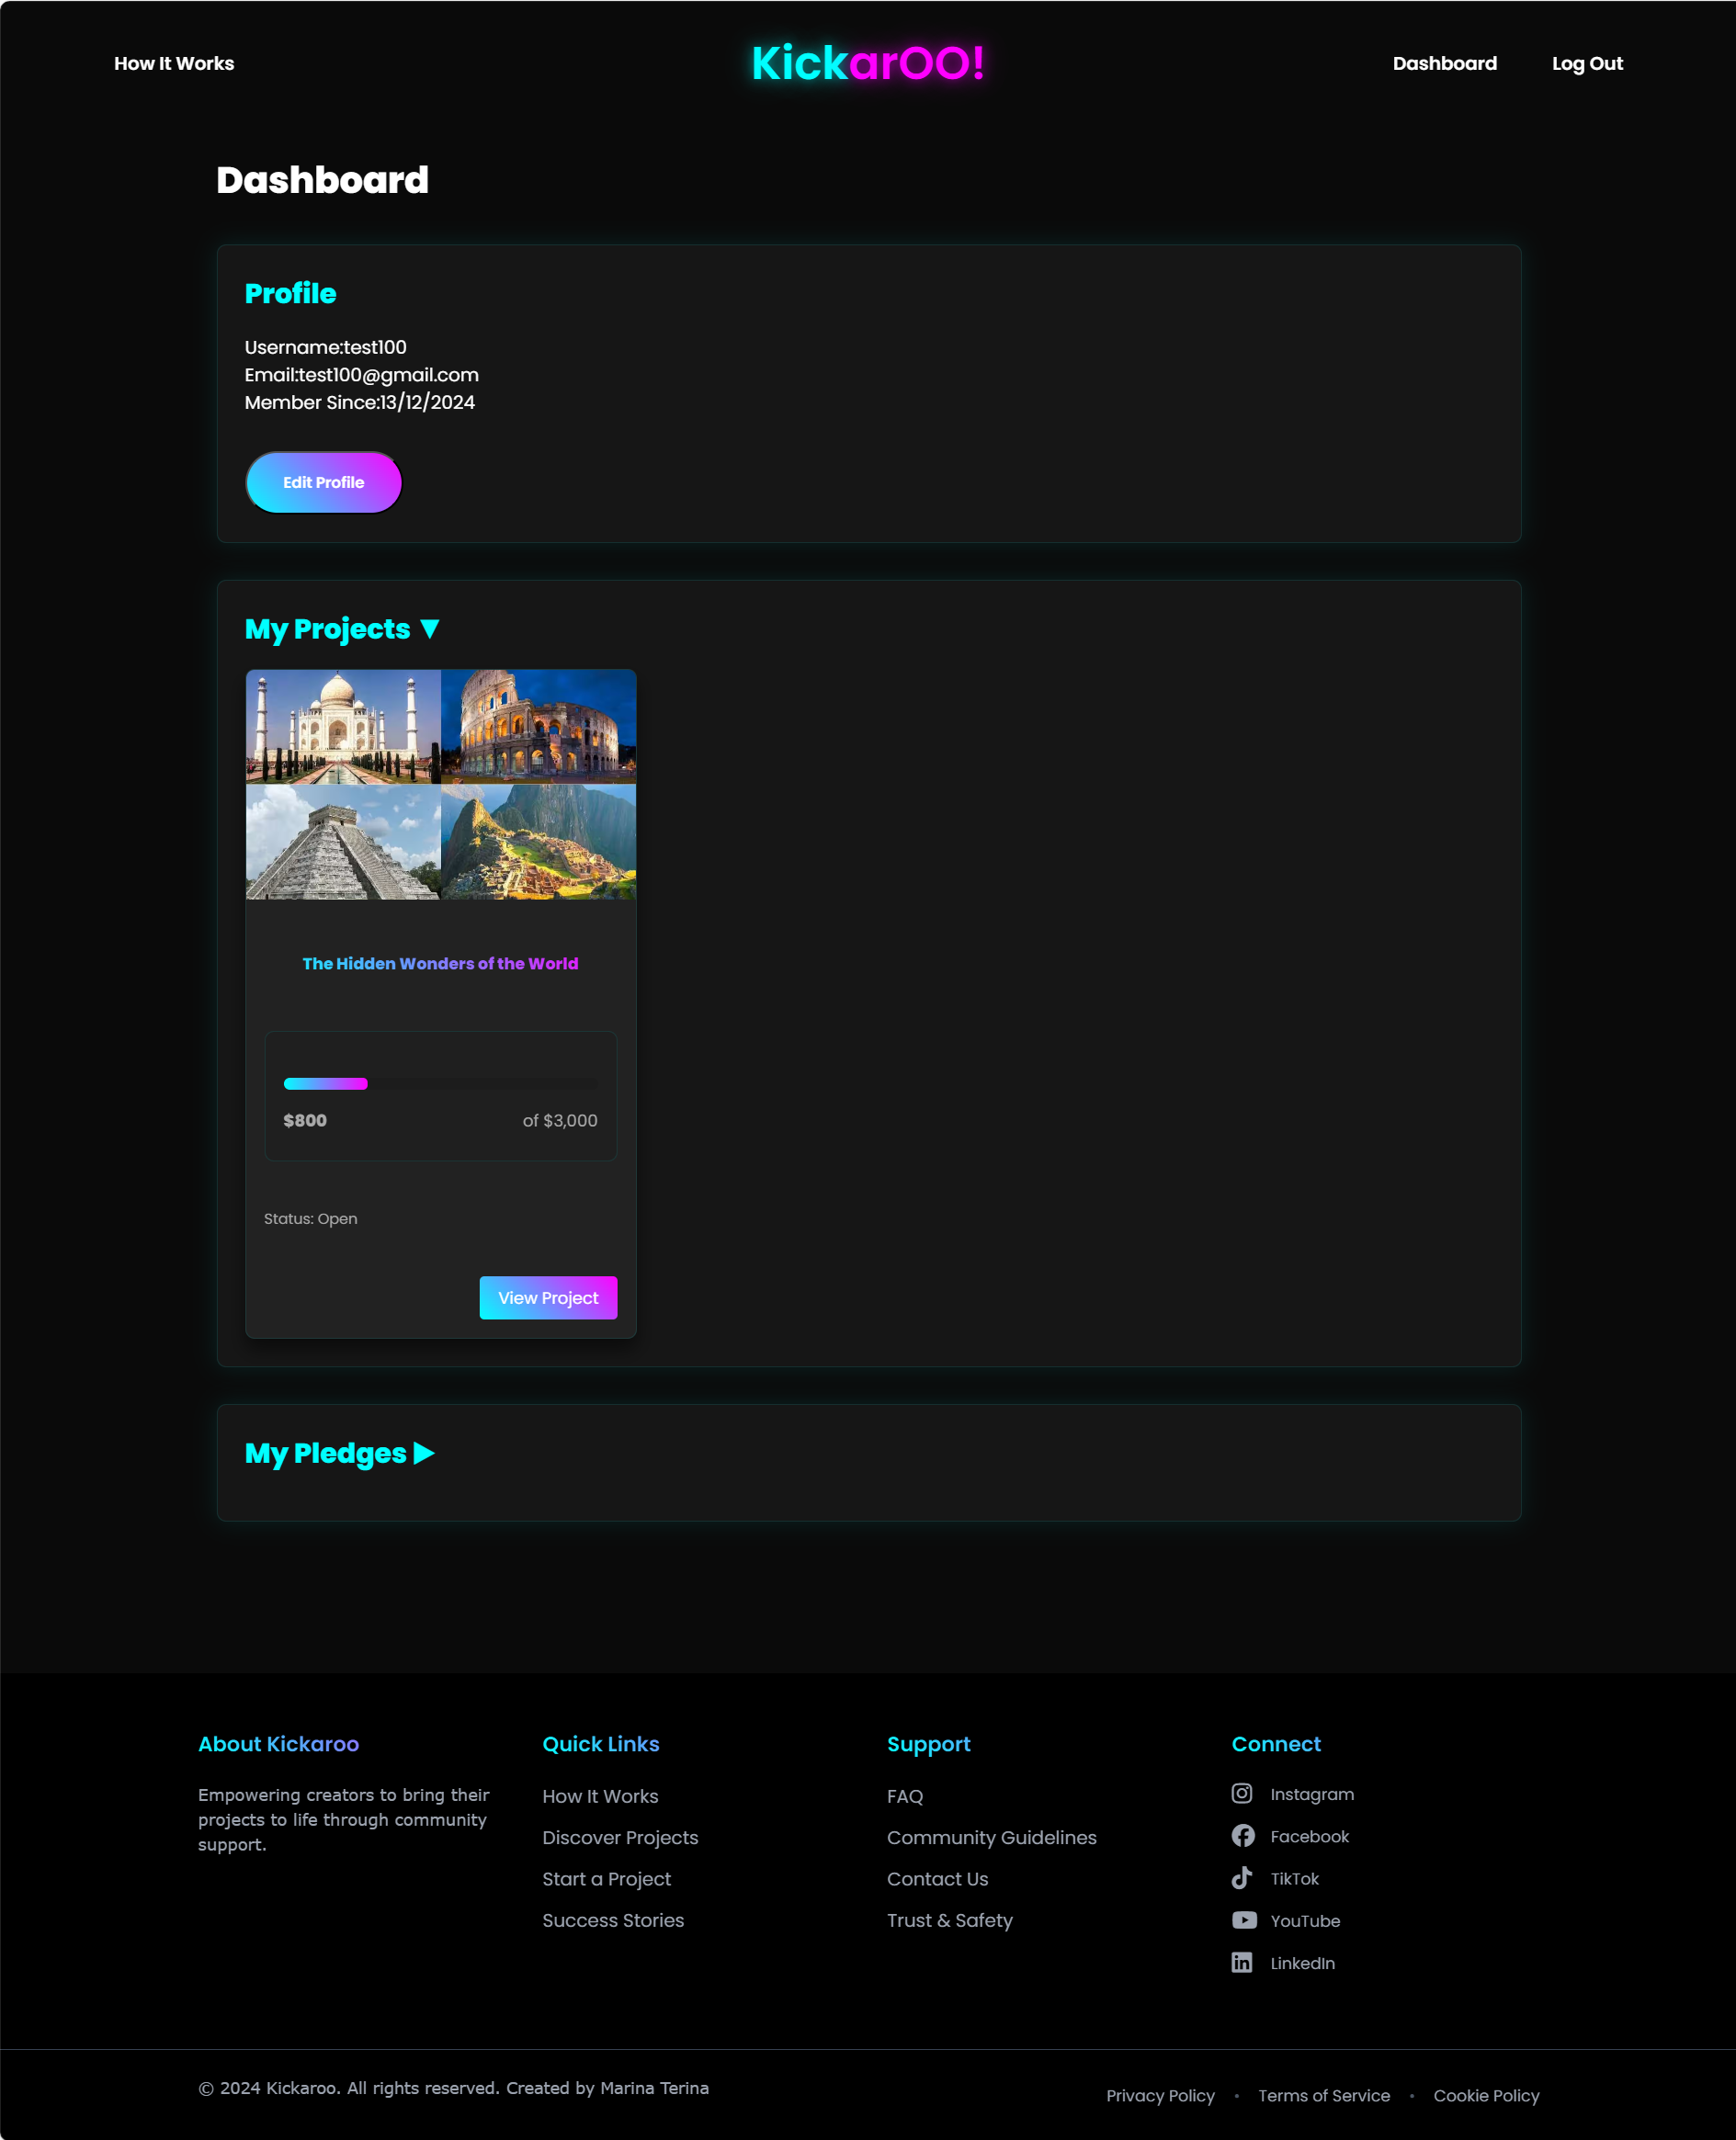 How It Works
KickarOO!
Dashboard
Log Out
Dashboard
Profile
Username:test100
Email:test100@gmail.com
Member Since:13/12/2024
Edit Profile
My Projects ▼
The Hidden Wonders of the World
$800
of $3,000
Status: Open
View Project
My Pledges ▶
About Kickaroo
Empowering creators to bring their
projects to life through community
support.
Quick Links
How It Works
Discover Projects
Start a Project
Success Stories
Support
FAQ
Community Guidelines
Contact Us
Trust & Safety
Connect
Instagram
Facebook
TikTok
YouTube
LinkedIn
© 2024 Kickaroo. All rights reserved. Created by Marina Terina
Privacy Policy • Terms of Service • Cookie Policy